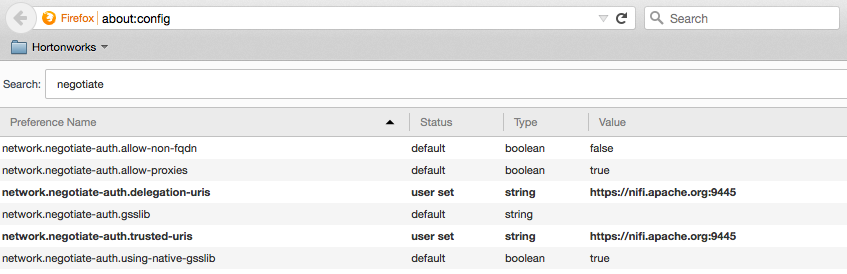 Firefox about:config Search
Hortonworks
Search: negotiate
Preference Name Status Type Value
network.negotiate-auth.allow-non-fqdn default boolean false
network.negotiate-auth.allow-proxies default boolean true
network.negotiate-auth.delegation-uris user set string https://nifi.apache.org:9445
network.negotiate-auth.gsslib default string
network.negotiate-auth.trusted-uris user set string https://nifi.apache.org:9445
network.negotiate-auth.using-native-gsslib default boolean true